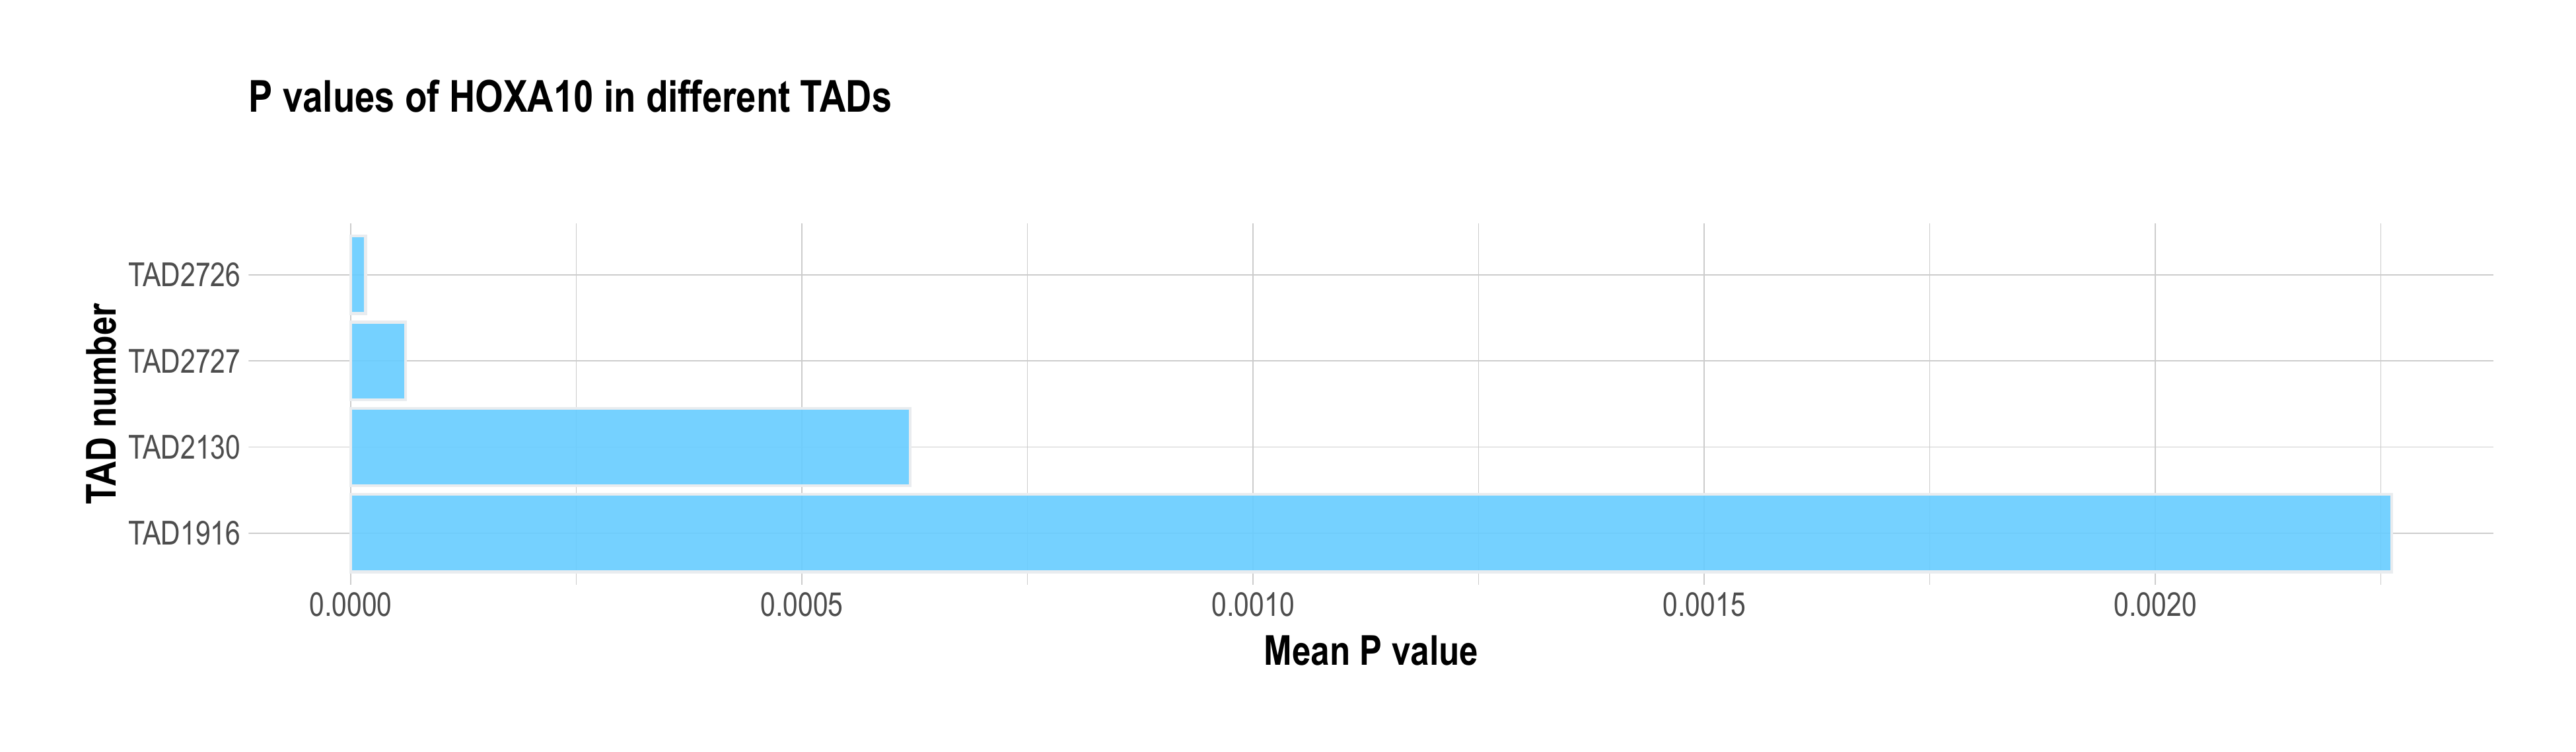 P values of HOXA10 in different TADs
TAD number
TAD2726
TAD2727
TAD2130
TAD1916
0.0000 0.0005 0.0010 0.0015 0.0020
Mean P value